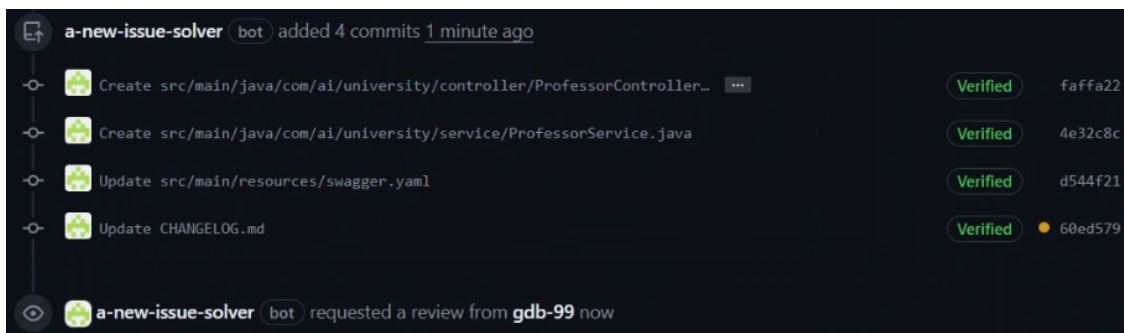 a-new-issue-solver bot added 4 commits 1 minute ago
Create src/main/java/com/ai/university/controller/ProfessorController… ... Verified faffa22
Create src/main/java/com/ai/university/service/ProfessorService.java Verified 4e32c8c
Update src/main/resources/swagger.yaml Verified d544f21
Update CHANGELOG.md Verified 60ed579
a-new-issue-solver bot requested a review from gdb-99 now